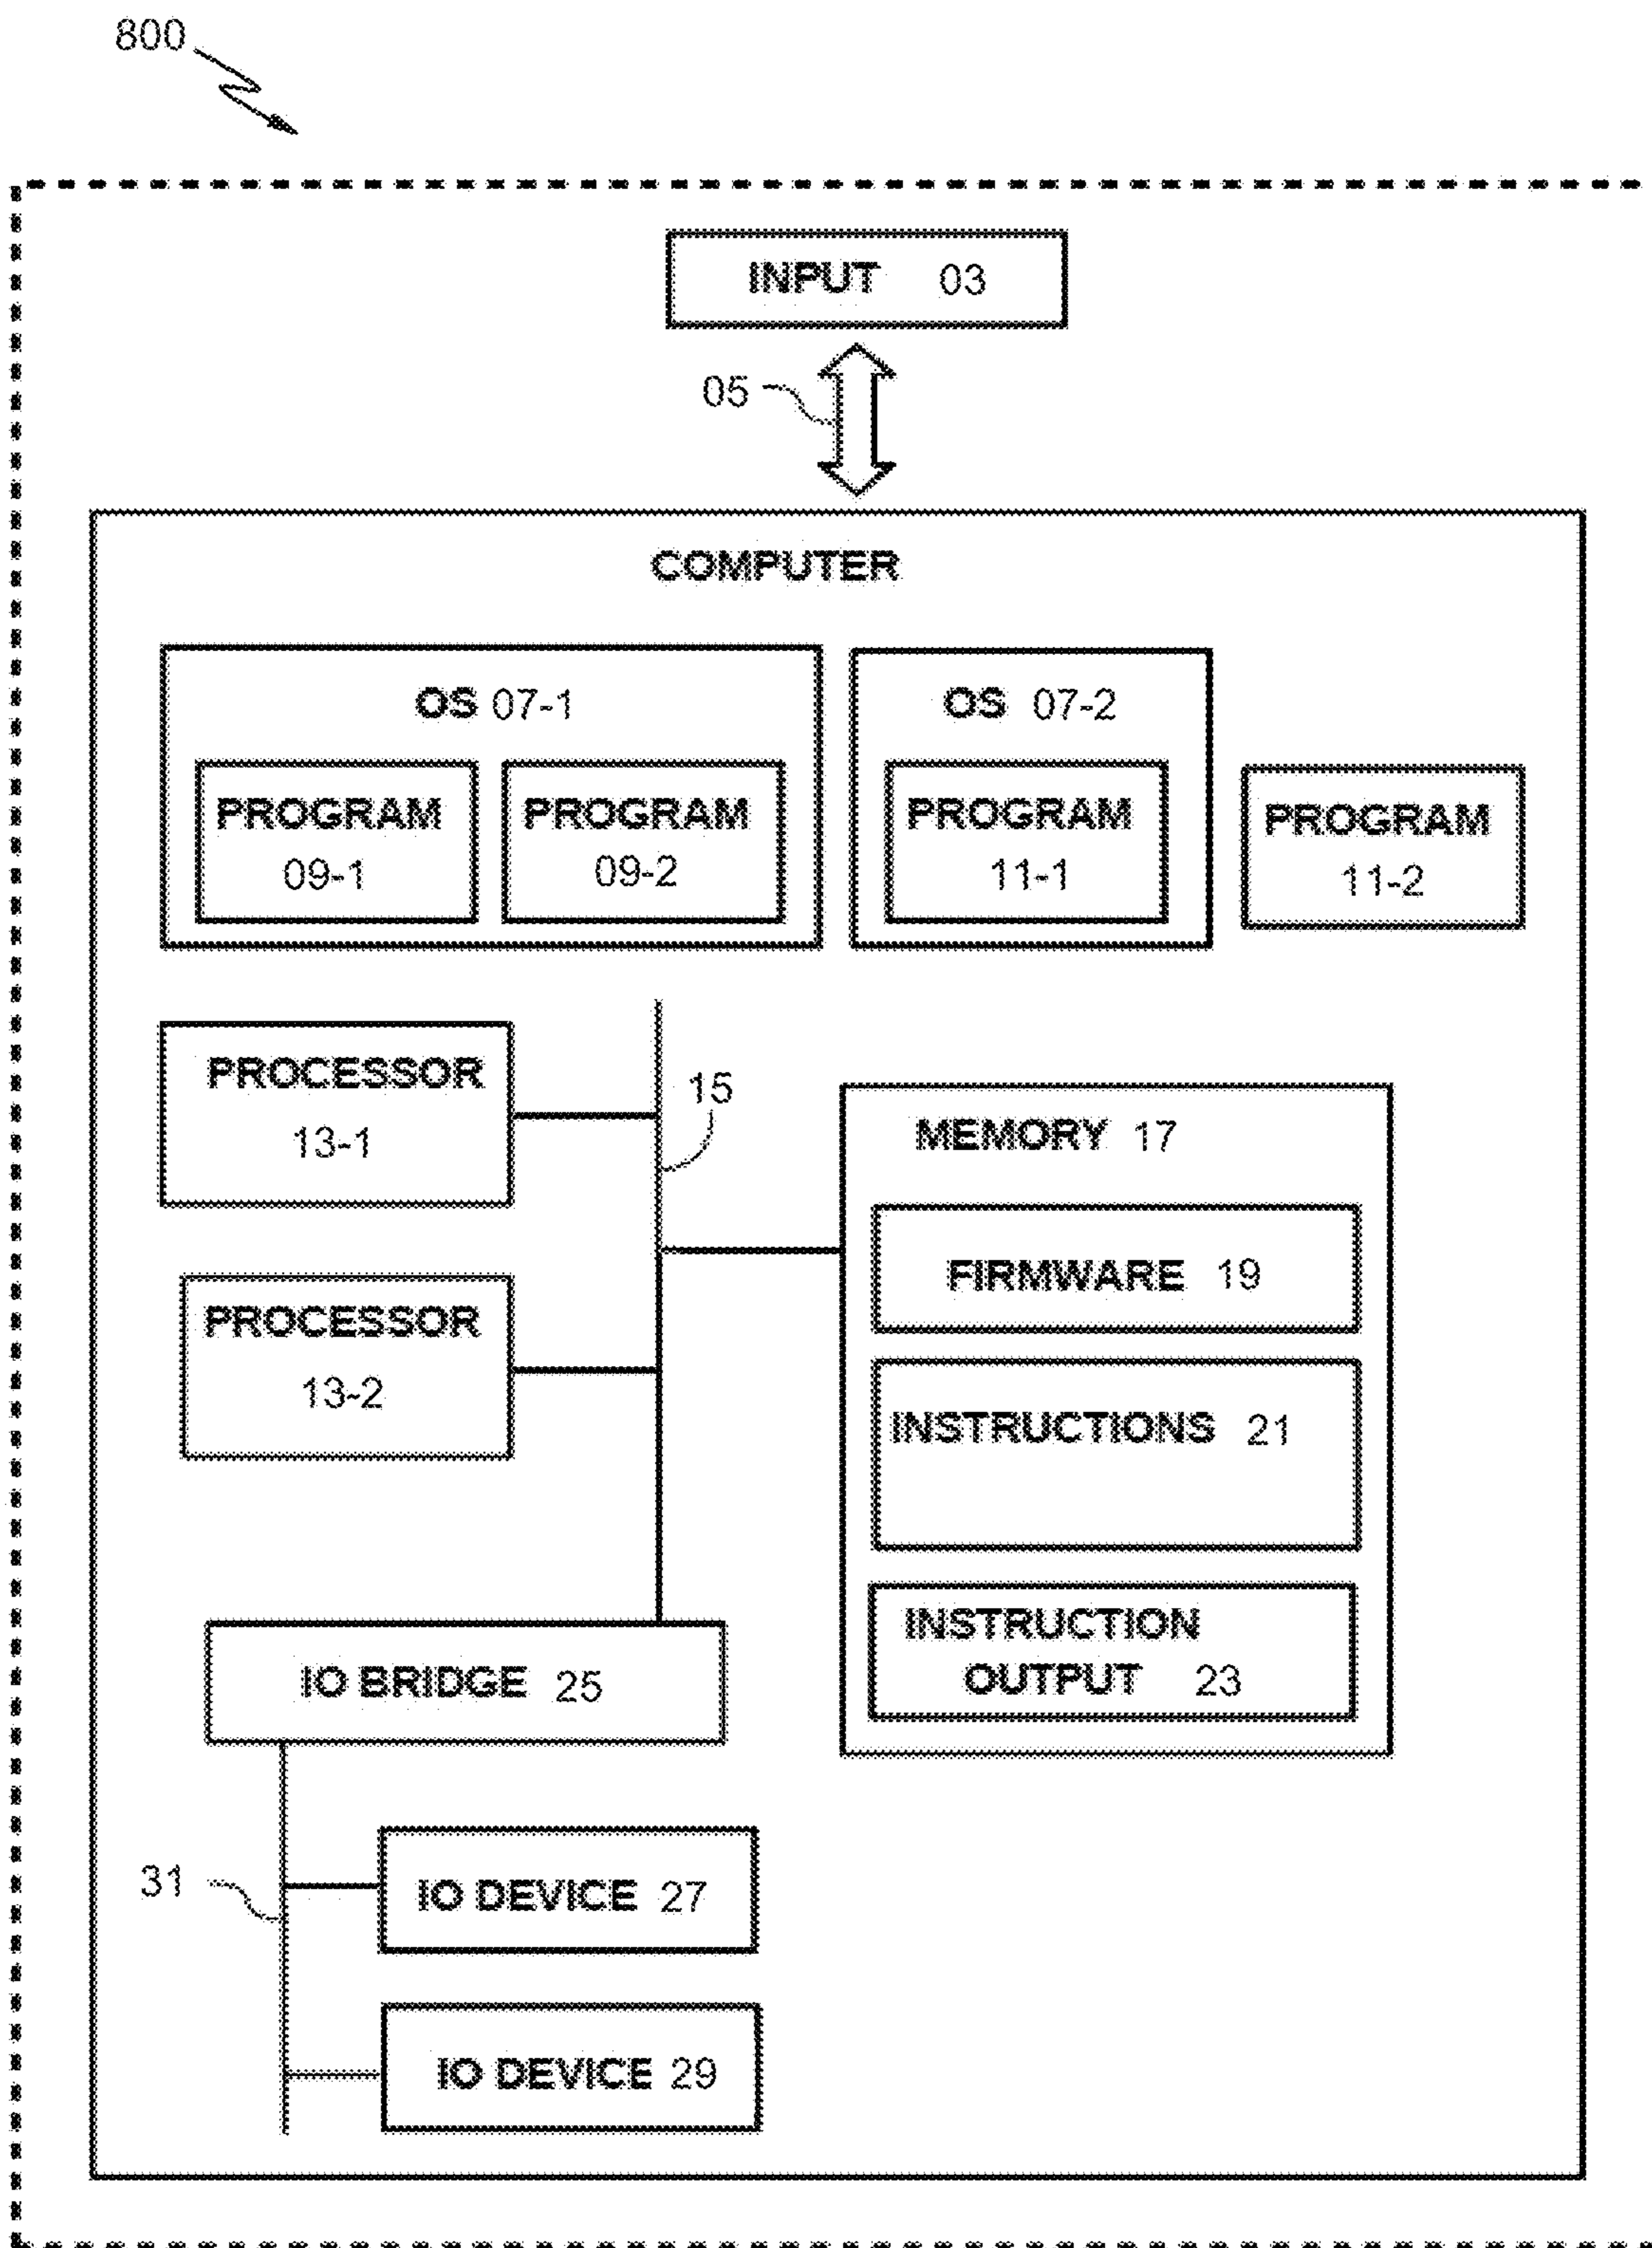 800
INPUT 03
05
COMPUTER
OS 07-1
OS 07-2
PROGRAM
09-1
PROGRAM
09-2
PROGRAM
11-1
PROGRAM
11-2
PROCESSOR
13-1
15
MEMORY 17
FIRMWARE 19
PROCESSOR
13-2
INSTRUCTIONS 21
INSTRUCTION
OUTPUT 23
IO BRIDGE 25
31
IO DEVICE 27
IO DEVICE 29